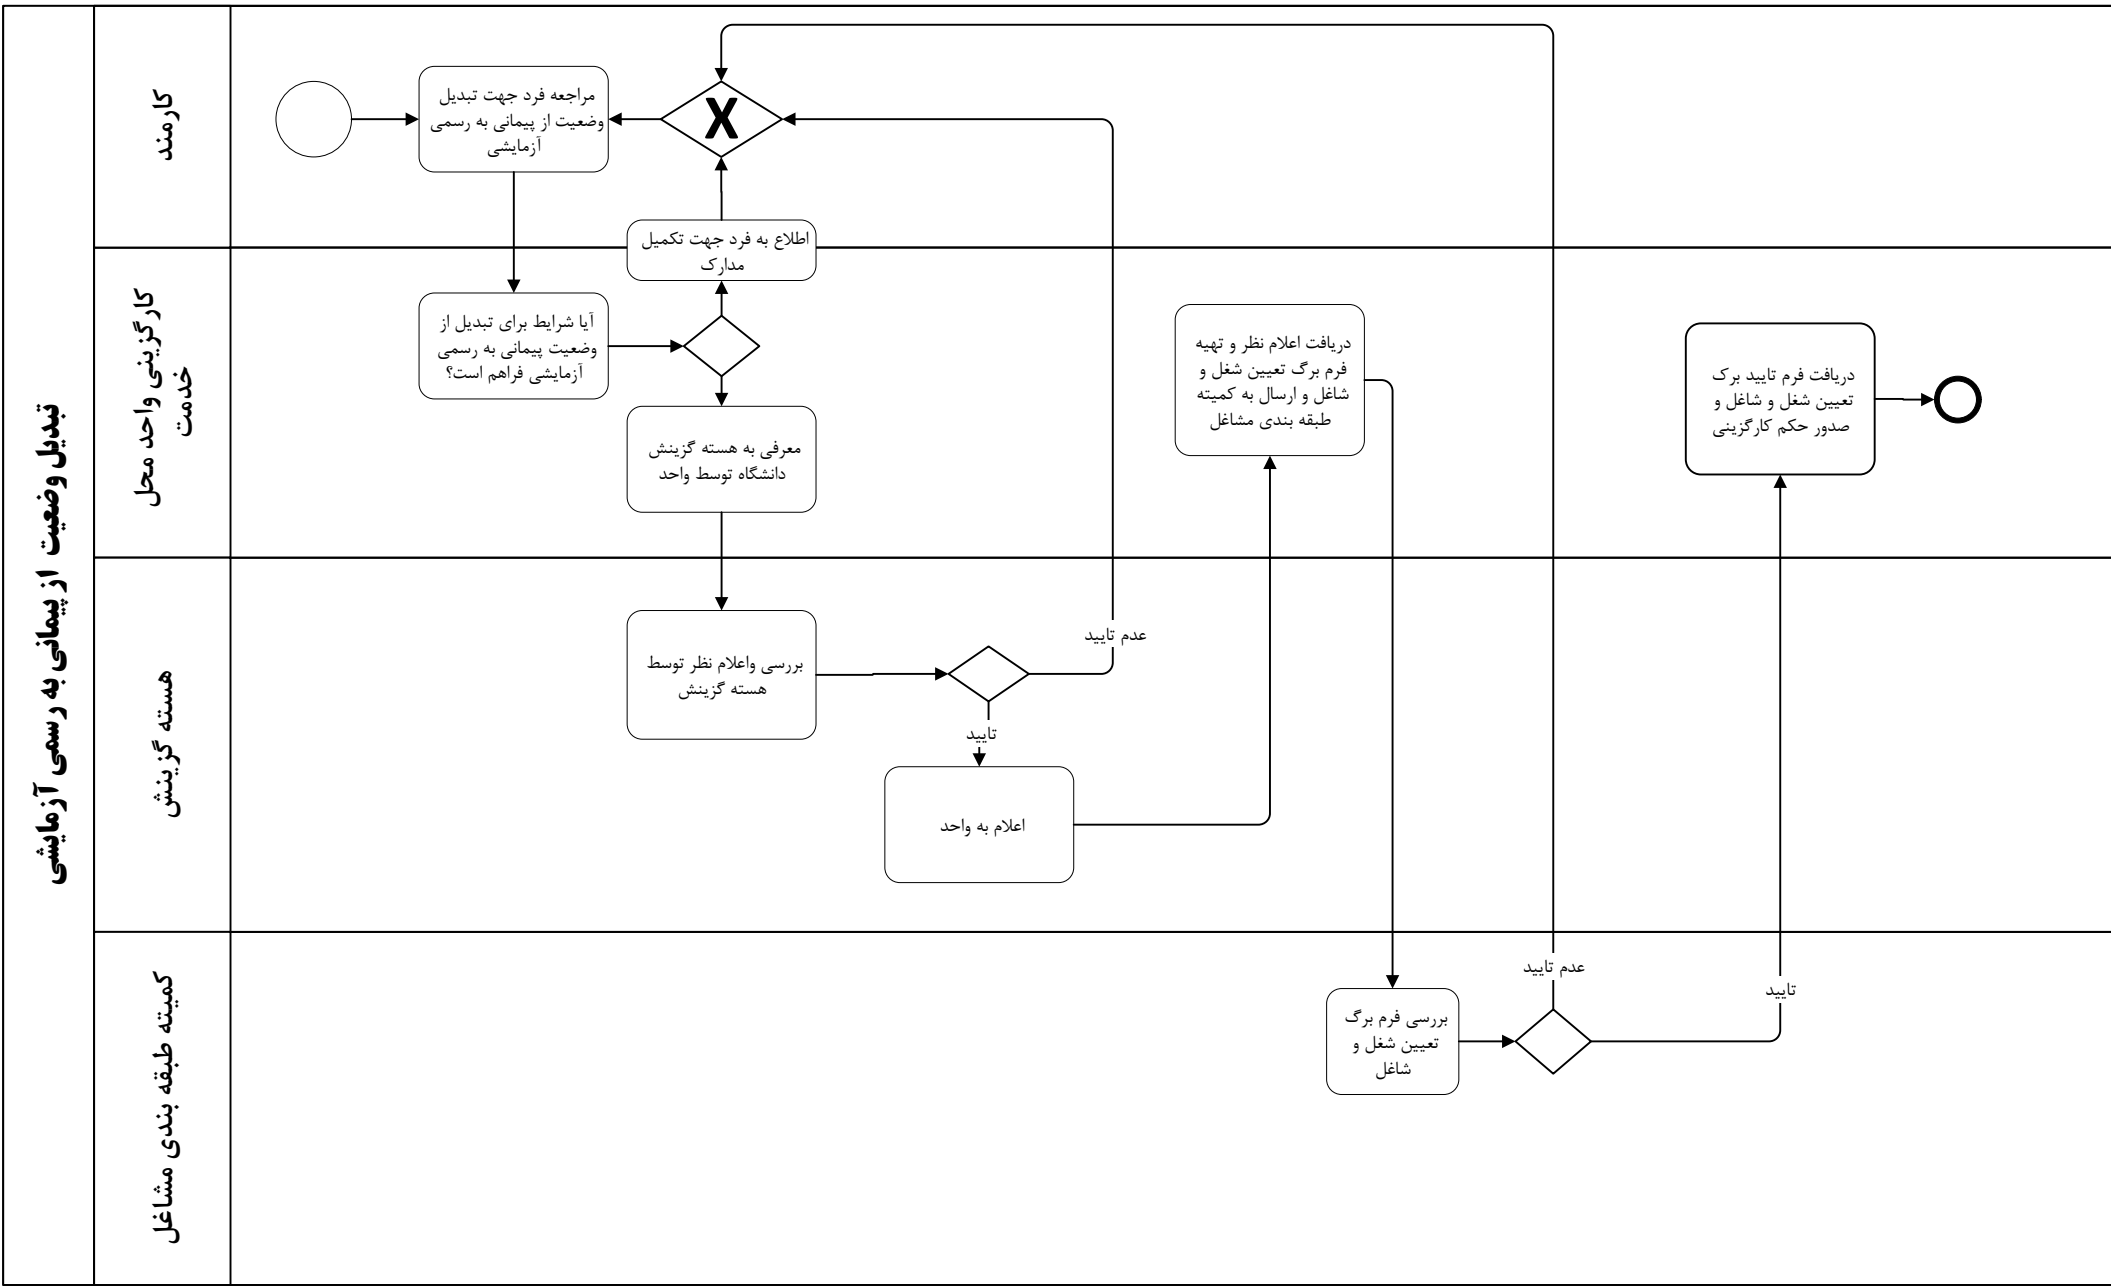 تبدیل وضعیت از پیمانی به رسمی آزمایشی
کارمند
مراجعه فرد جهت تبدیل
وضعیت از پیمانی به رسمی
آزمایشی
X
اطلاع به فرد جهت تکمیل
مدارک
کارگزینی واحد محل
خدمت
آیا شرایط برای تبدیل از
وضعیت پیمانی به رسمی
آزمایشی فراهم است؟
معرفی به هسته گزینش
دانشگاه توسط واحد
دریافت اعلام نظر و تهیه
فرم برگ تعیین شغل و
شاغل و ارسال به کمیته
طبقه بندی مشاغل
دریافت فرم تایید برک
تعیین شغل و شاغل و
صدور حکم کارگزینی
هسته گزینش
بررسی واعلام نظر توسط
هسته گزینش
عدم تایید
تایید
اعلام به واحد
کمیته طبقه بندی مشاغل
بررسی فرم برگ
تعیین شغل و
شاغل
عدم تایید
تایید